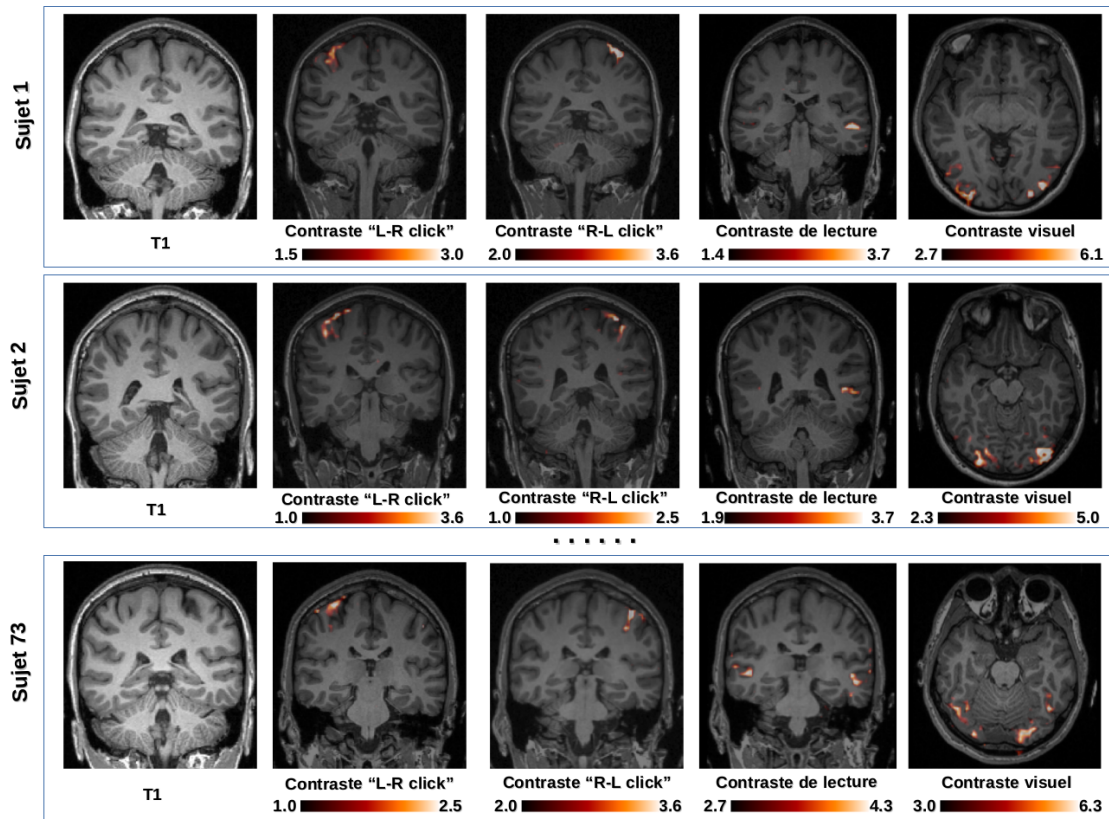 Sujet 1
T1
Contraste “L-R click”
1.5 3.0
Contraste “R-L click”
2.0 3.6
Contraste de lecture
1.4 3.7
Contraste visuel
2.7 6.1
Sujet 2
T1
Contraste “L-R click”
1.0 3.6
Contraste “R-L click”
1.0 2.5
Contraste de lecture
1.9 3.7
Contraste visuel
2.3 5.0
. . . . . .
Sujet 73
T1
Contraste “L-R click”
1.0 2.5
Contraste “R-L click”
2.0 3.6
Contraste de lecture
2.7 4.3
Contraste visuel
3.0 6.3